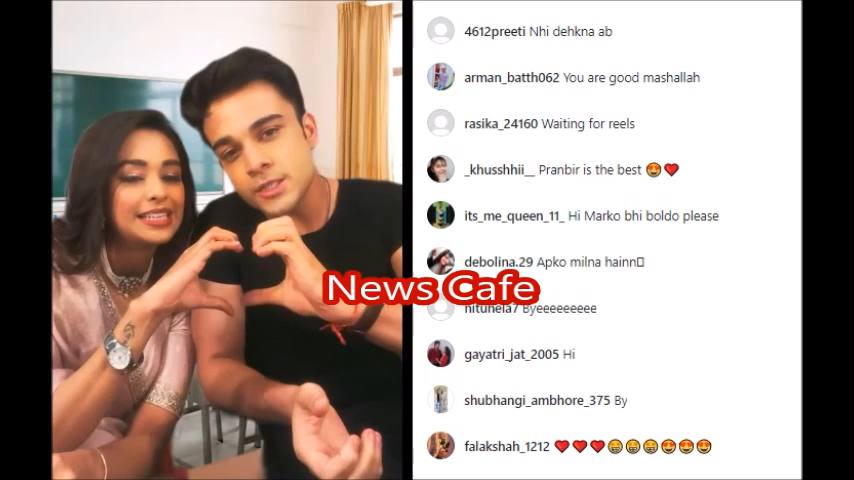 4612preeti Nhi dehkna ab
arman_batth062 You are good mashallah
rasika_24160 Waiting for reels
_khusshhii__ Pranbir is the best 😍❤️
its_me_queen_11_ Hi Marko bhi boldo please
debolina.29 Apko milna hainn
News Cafe
nitunela7 Byeeeeeeeee
gayatri_jat_2005 Hi
shubhangi_ambhore_375 By
falakshah_1212 ❤️❤️❤️😁😁😁😍😍😍